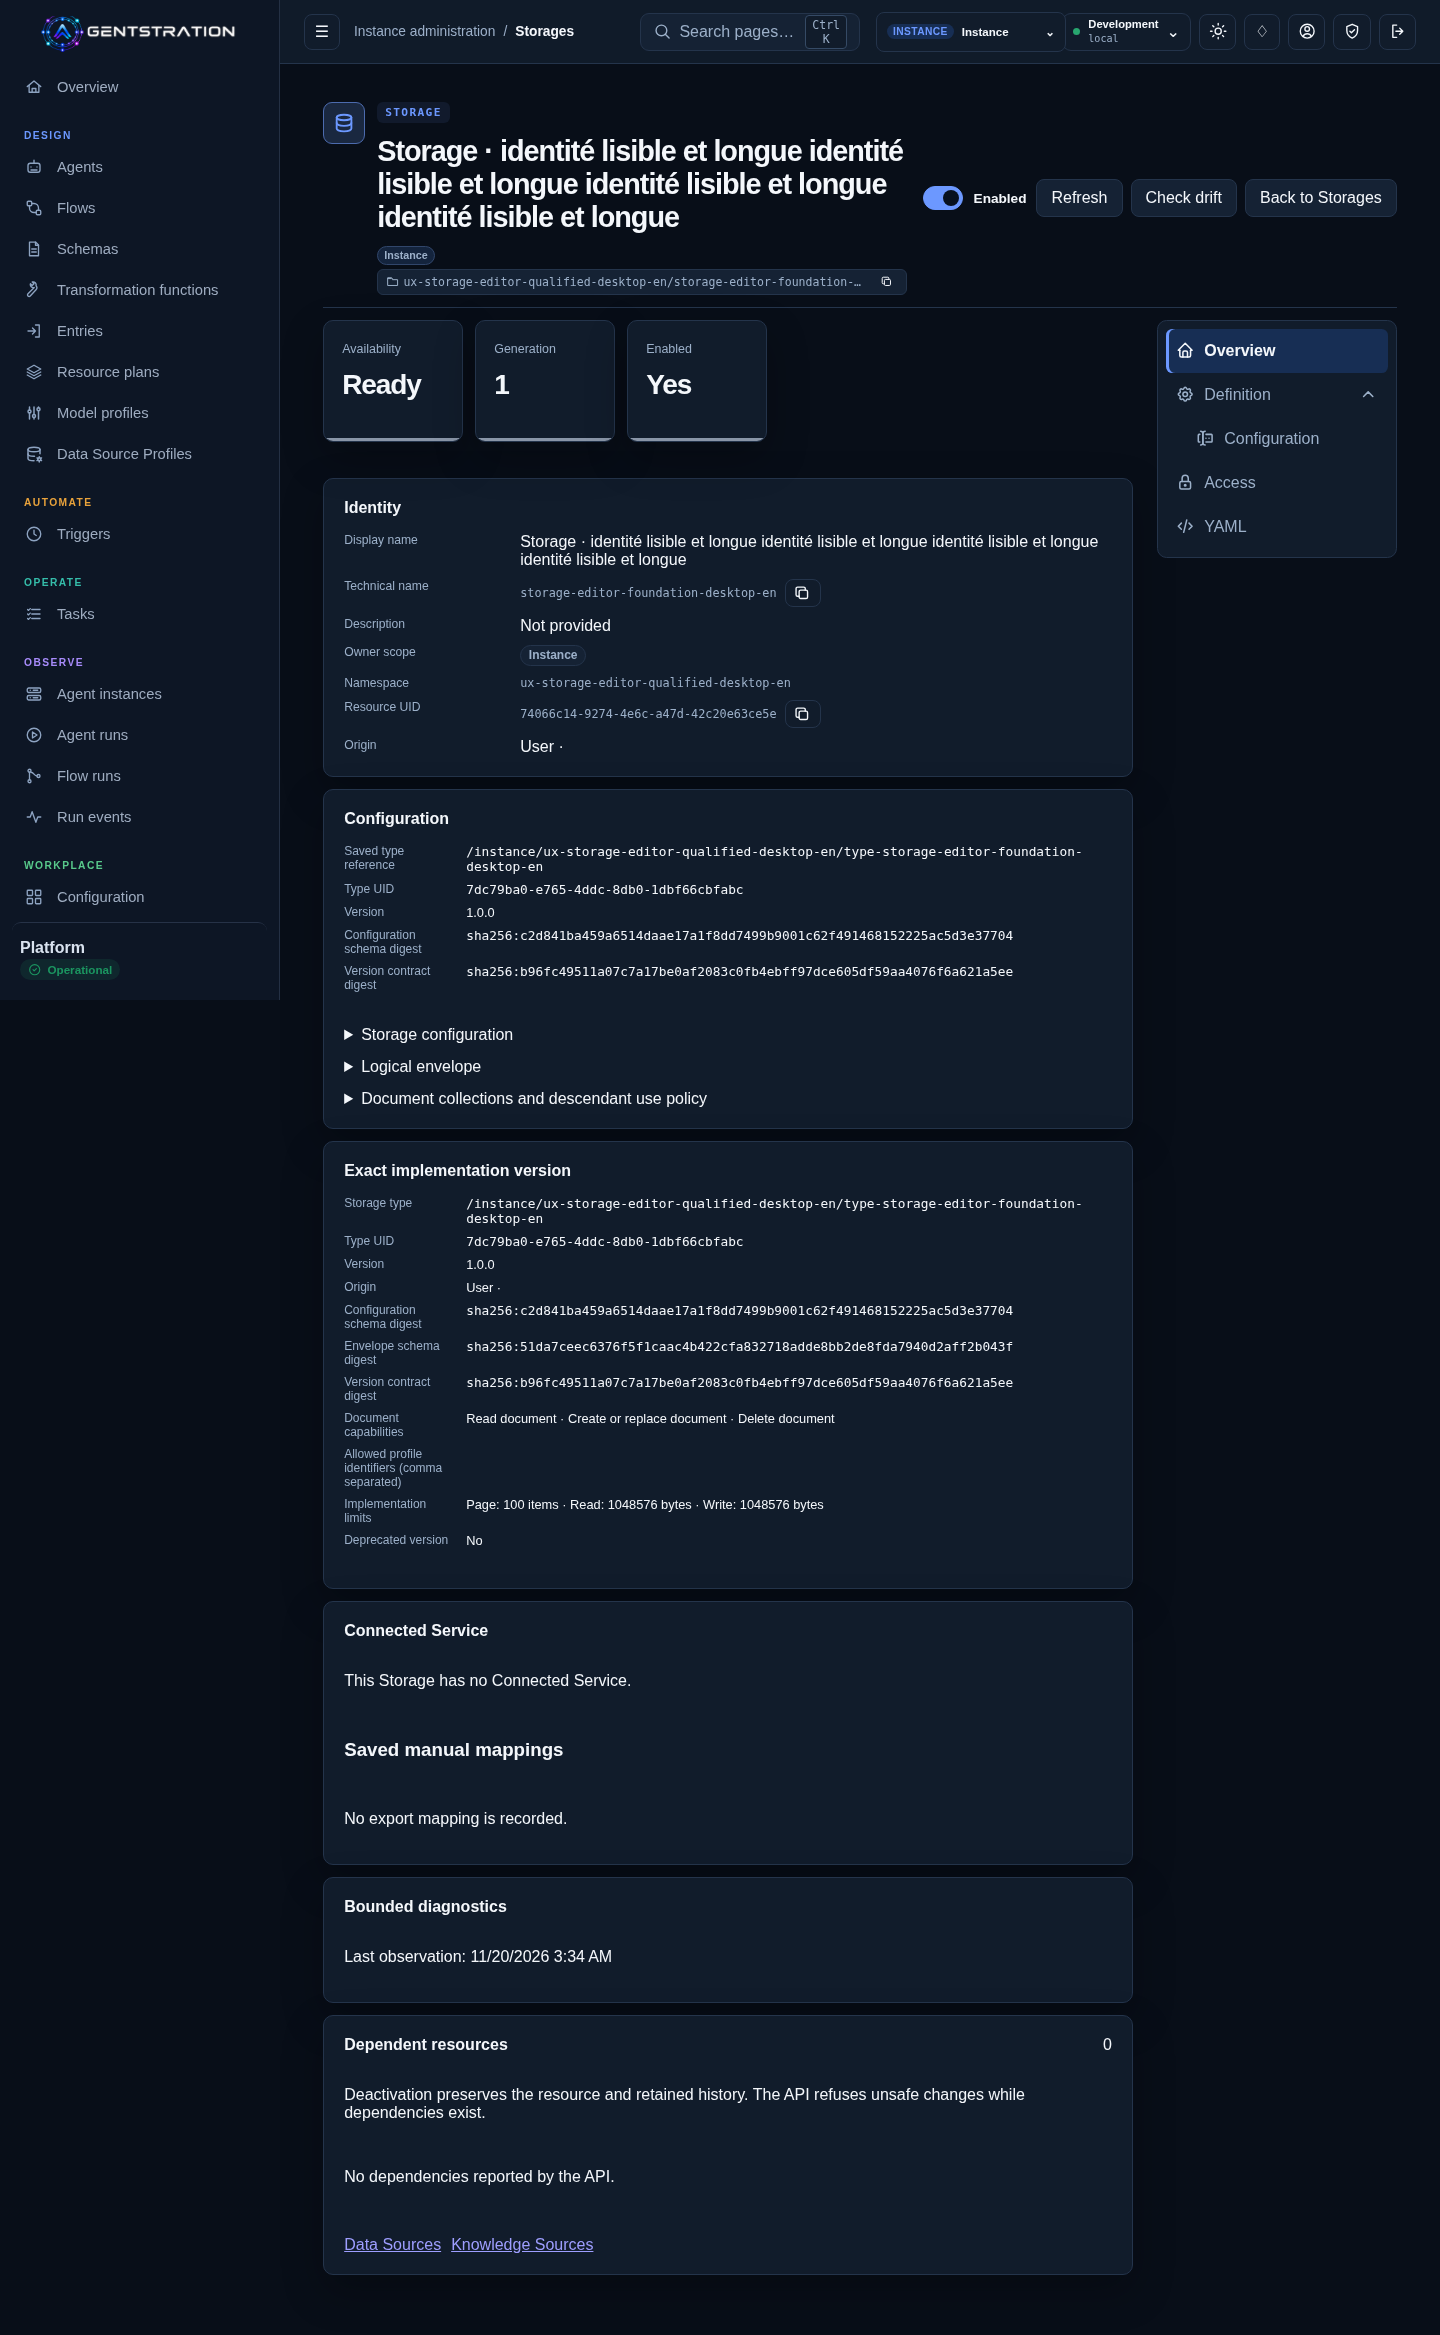 GENTSTRATION
Overview
DESIGN
Agents
Flows
Schemas
Transformation functions
Entries
Resource plans
Model profiles
Data Source Profiles
AUTOMATE
Triggers
OPERATE
Tasks
OBSERVE
Agent instances
Agent runs
Flow runs
Run events
WORKPLACE
Configuration
Platform
Operational
Instance administration / Storages
Search pages… Ctrl K
INSTANCE Instance
Development
local
STORAGE
Storage · identité lisible et longue identité
lisible et longue identité lisible et longue
identité lisible et longue
Enabled Refresh Check drift Back to Storages
Instance
ux-storage-editor-qualified-desktop-en/storage-editor-foundation-…
Availability
Ready
Generation
1
Enabled
Yes
Overview
Definition
Configuration
Access
YAML
Identity
Display name Storage · identité lisible et longue identité lisible et longue identité lisible et longue
identité lisible et longue
Technical name storage-editor-foundation-desktop-en
Description Not provided
Owner scope Instance
Namespace ux-storage-editor-qualified-desktop-en
Resource UID 74066c14-9274-4e6c-a47d-42c20e63ce5e
Origin User ·
Configuration
Saved type reference /instance/ux-storage-editor-qualified-desktop-en/type-storage-editor-foundation-
desktop-en
Type UID 7dc79ba0-e765-4ddc-8db0-1dbf66cbfabc
Version 1.0.0
Configuration schema digest sha256:c2d841ba459a6514daae17a1f8dd7499b9001c62f491468152225ac5d3e37704
Version contract digest sha256:b96fc49511a07c7a17be0af2083c0fb4ebff97dce605df59aa4076f6a621a5ee
Storage configuration
Logical envelope
Document collections and descendant use policy
Exact implementation version
Storage type /instance/ux-storage-editor-qualified-desktop-en/type-storage-editor-foundation-
desktop-en
Type UID 7dc79ba0-e765-4ddc-8db0-1dbf66cbfabc
Version 1.0.0
Origin User ·
Configuration schema digest sha256:c2d841ba459a6514daae17a1f8dd7499b9001c62f491468152225ac5d3e37704
Envelope schema digest sha256:51da7ceec6376f5f1caac4b422cfa832718adde8bb2de8fda7940d2aff2b043f
Version contract digest sha256:b96fc49511a07c7a17be0af2083c0fb4ebff97dce605df59aa4076f6a621a5ee
Document capabilities Read document · Create or replace document · Delete document
Allowed profile identifiers (comma separated)
Implementation limits Page: 100 items · Read: 1048576 bytes · Write: 1048576 bytes
Deprecated version No
Connected Service
This Storage has no Connected Service.
Saved manual mappings
No export mapping is recorded.
Bounded diagnostics
Last observation: 11/20/2026 3:34 AM
Dependent resources 0
Deactivation preserves the resource and retained history. The API refuses unsafe changes while
dependencies exist.
No dependencies reported by the API.
Data Sources Knowledge Sources